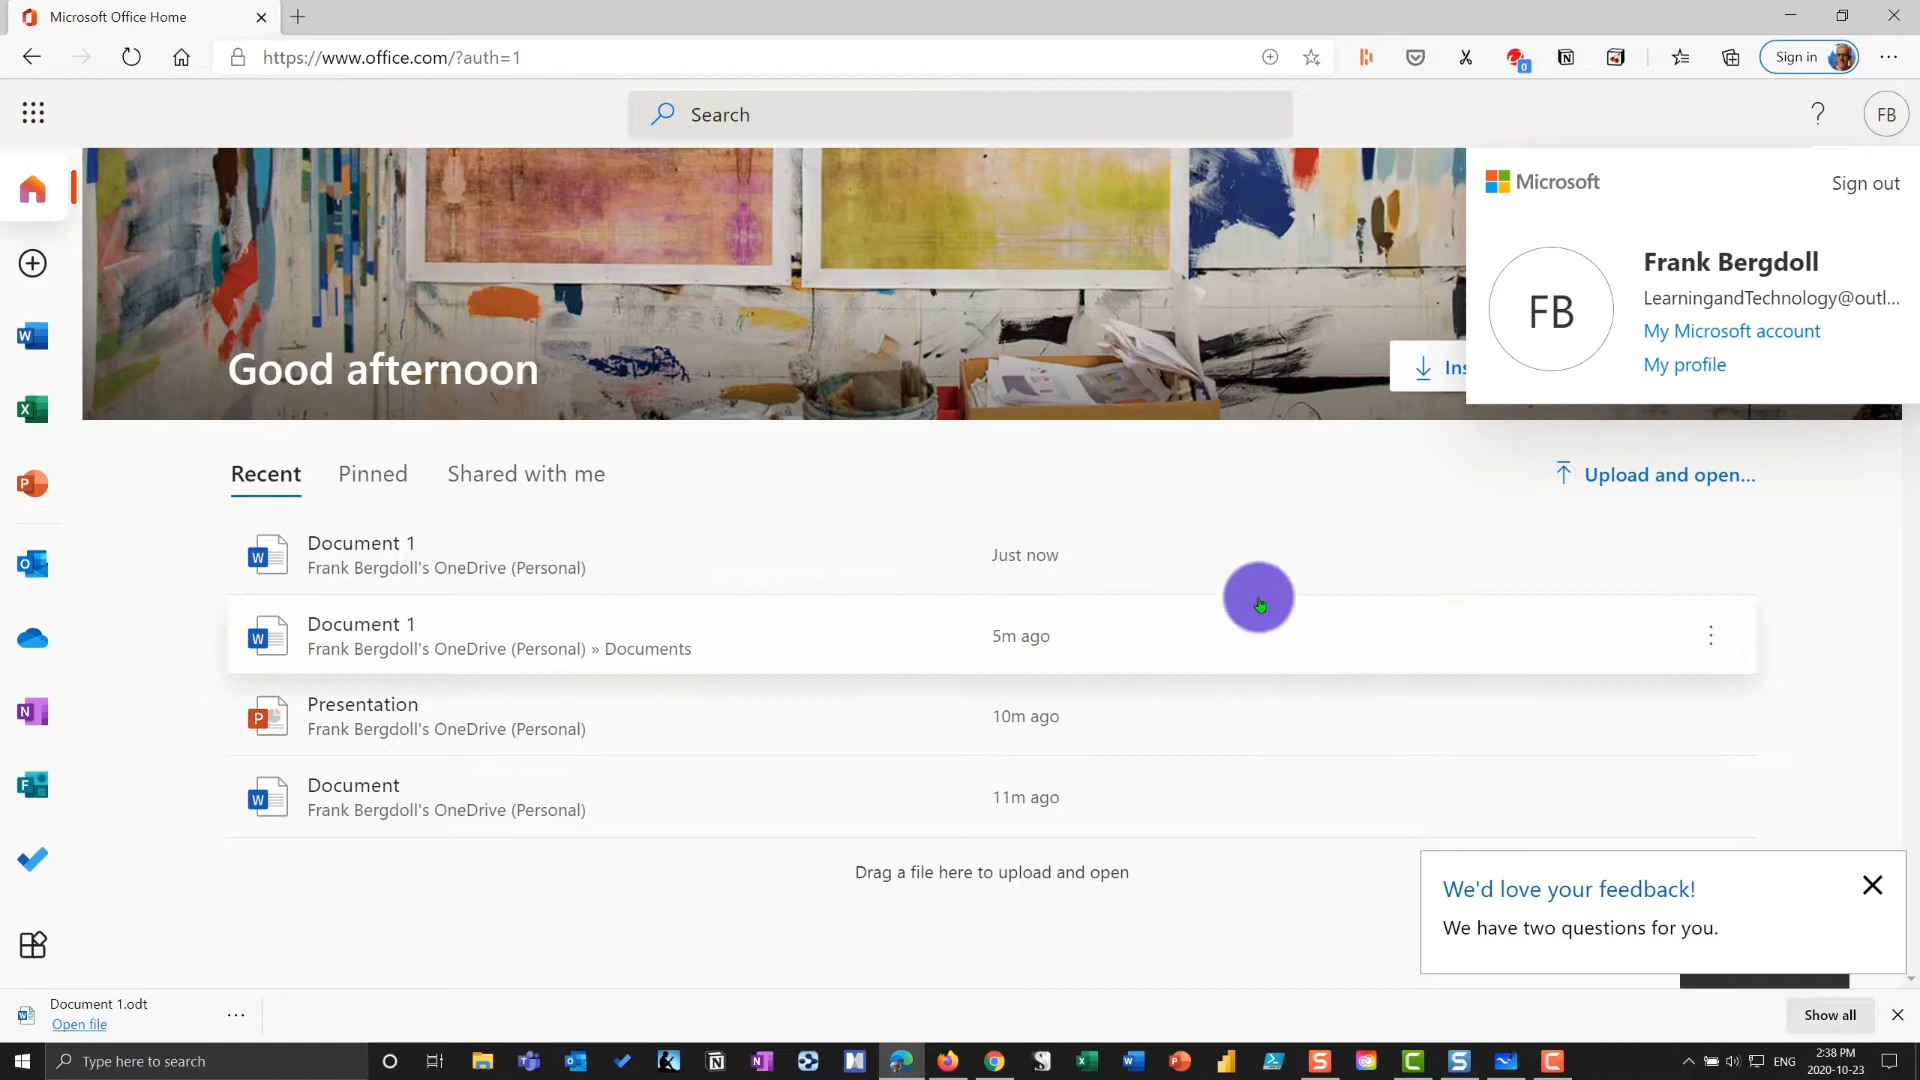 Microsoft Office Home
https://www.office.com/?auth=1
0
Sign in
Search
?
FB
Microsoft
Sign out
FB
Frank Bergdoll
LearningandTechnology@outl...
My Microsoft account
My profile
Good afternoon
Ins
Recent
Pinned
Shared with me
Upload and open...
Document 1
Frank Bergdoll's OneDrive (Personal)
Just now
Document 1
Frank Bergdoll's OneDrive (Personal) » Documents
5m ago
Presentation
Frank Bergdoll's OneDrive (Personal)
10m ago
Document
Frank Bergdoll's OneDrive (Personal)
11m ago
Drag a file here to upload and open
We'd love your feedback!
We have two questions for you.
Document 1.odt
Open file
Show all
Type here to search
ENG
2:38 PM
2020-10-23